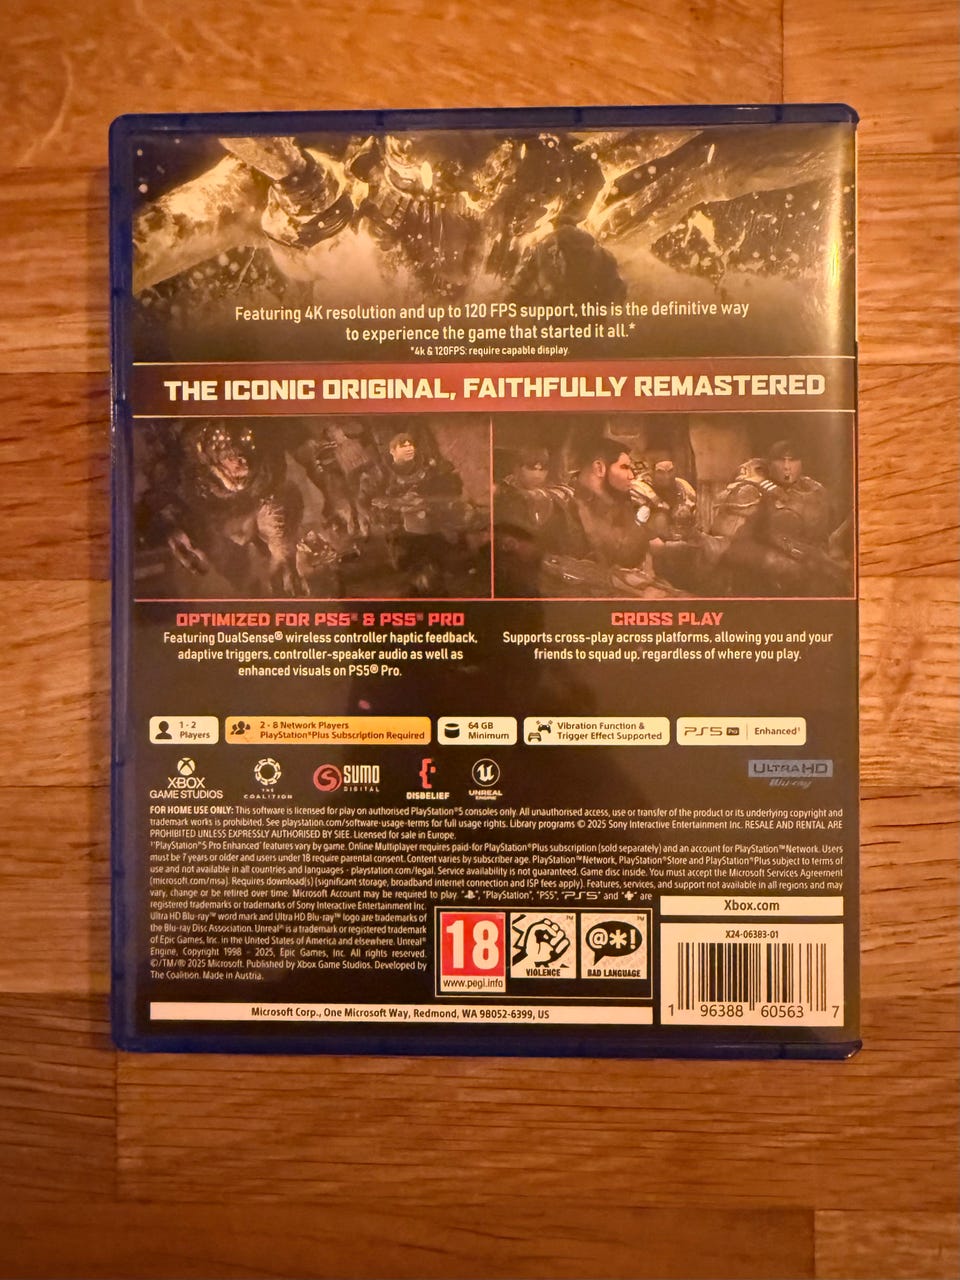 Featuring 4K resolution and up to 120 FPS support, this is the definitive way
to experience the game that started it all.*
*4k & 120FPS: require capable display.
THE ICONIC ORIGINAL, FAITHFULLY REMASTERED
OPTIMIZED FOR PS5® & PS5® PRO
Featuring DualSense® wireless controller haptic feedback,
adaptive triggers, controller-speaker audio as well as
enhanced visuals on PS5® Pro.
CROSS PLAY
Supports cross-play across platforms, allowing you and your
friends to squad up, regardless of where you play.
1 - 2
Players
2 - 8 Network Players
PlayStation®Plus Subscription Required
64 GB
Minimum
Vibration Function &
Trigger Effect Supported
PS5 Pro Enhanced†
XBOX
GAME STUDIOS
THE
COALITION
SUMO
DIGITAL
DISBELIEF
UNREAL
ENGINE
ULTRA HD
Blu-ray™
FOR HOME USE ONLY: This software is licensed for play on authorised PlayStation®5 consoles only. All unauthorised access, use or transfer of the product or its underlying copyright and
trademark works is prohibited. See playstation.com/software-usage-terms for full usage rights. Library programs © 2025 Sony Interactive Entertainment Inc. RESALE AND RENTAL ARE
PROHIBITED UNLESS EXPRESSLY AUTHORISED BY SIEE. Licensed for sale in Europe.
†'PlayStation®5 Pro Enhanced' features vary by game. Online Multiplayer requires paid-for PlayStation®Plus subscription (sold separately) and an account for PlayStation™Network. Users
must be 7 years or older and users under 18 require parental consent. Content varies by subscriber age. PlayStation™Network, PlayStation®Store and PlayStation®Plus subject to terms of
use and not available in all countries and languages - playstation.com/legal. Service availability is not guaranteed. Game disc inside. You must accept the Microsoft Services Agreement
(microsoft.com/msa). Requires download(s) (significant storage, broadband internet connection and ISP fees apply). Features, services, and support not available in all regions and may
vary, change or be retired over time. Microsoft Account may be required to play. "PlayStation", "PS5", "PS5" and are
registered trademarks or trademarks of Sony Interactive Entertainment Inc.
Ultra HD Blu-ray™ word mark and Ultra HD Blu-ray™ logo are trademarks of
the Blu-ray Disc Association. Unreal® is a trademark or registered trademark
of Epic Games, Inc. in the United States of America and elsewhere. Unreal®
Engine, Copyright 1998 - 2025, Epic Games, Inc. All rights reserved.
©/TM/® 2025 Microsoft. Published by Xbox Game Studios. Developed by
The Coalition. Made in Austria.
18
www.pegi.info
VIOLENCE
@*!
BAD LANGUAGE
Xbox.com
X24-06383-01
1 96388 60563 7
Microsoft Corp., One Microsoft Way, Redmond, WA 98052-6399, US